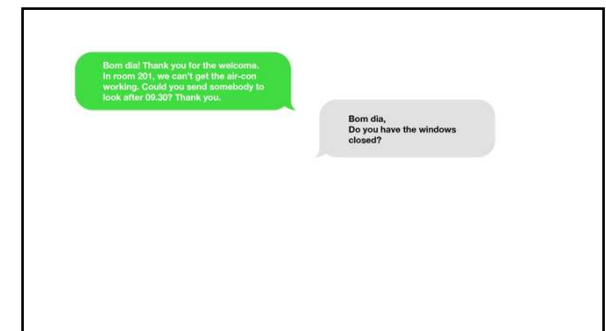 Bom dia! Thank you for the welcome.
In room 201, we can't get the air-con
working. Could you send somebody to
look after 09.30? Thank you.
Bom dia,
Do you have the windows
closed?